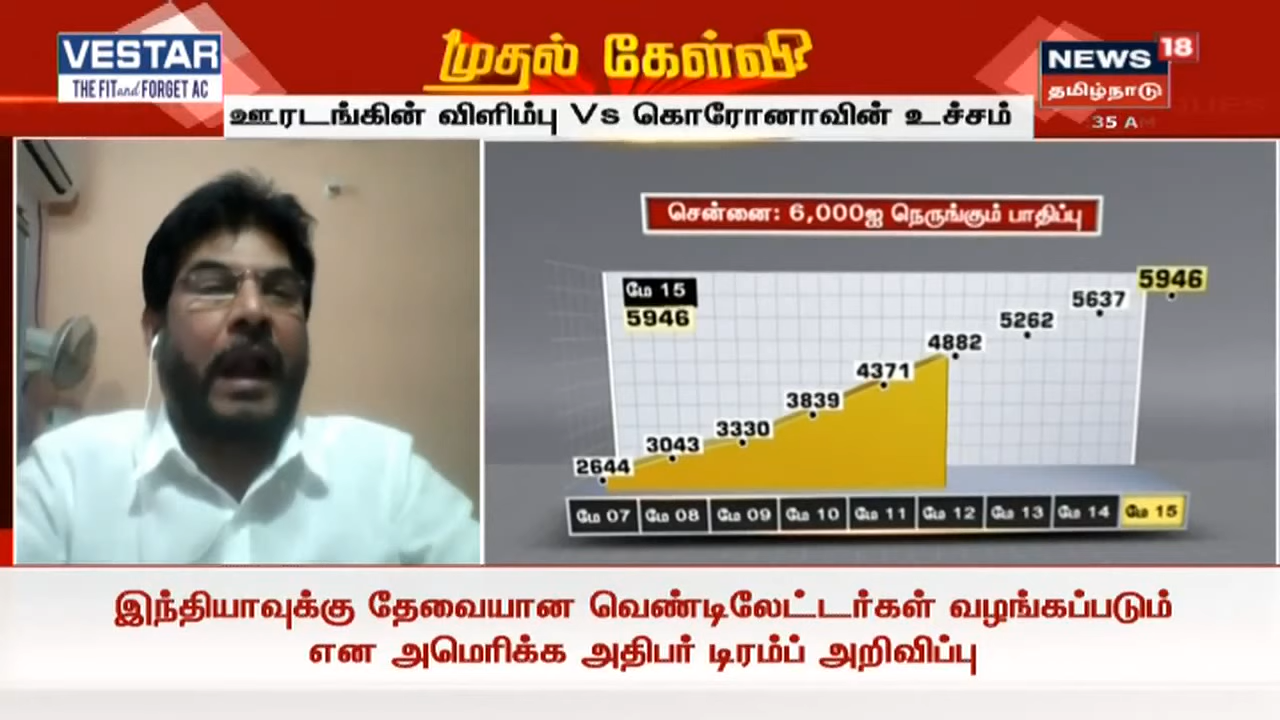 VESTAR
THE FIT and FORGET AC
முதல் கேள்வி?
NEWS 18
தமிழ்நாடு
35 A
ஊரடங்கின் விளிம்பு Vs கொரோனாவின் உச்சம்
சென்னை: 6,000ஐ நெருங்கும் பாதிப்பு
மே 15
5946
2644
3043
3330
3839
4371
4882
5262
5637
5946
மே 07 மே 08 மே 09 மே 10 மே 11 மே 12 மே 13 மே 14 மே 15
இந்தியாவுக்கு தேவையான வெண்டிலேட்டர்கள் வழங்கப்படும்
என அமெரிக்க அதிபர் டிரம்ப் அறிவிப்பு